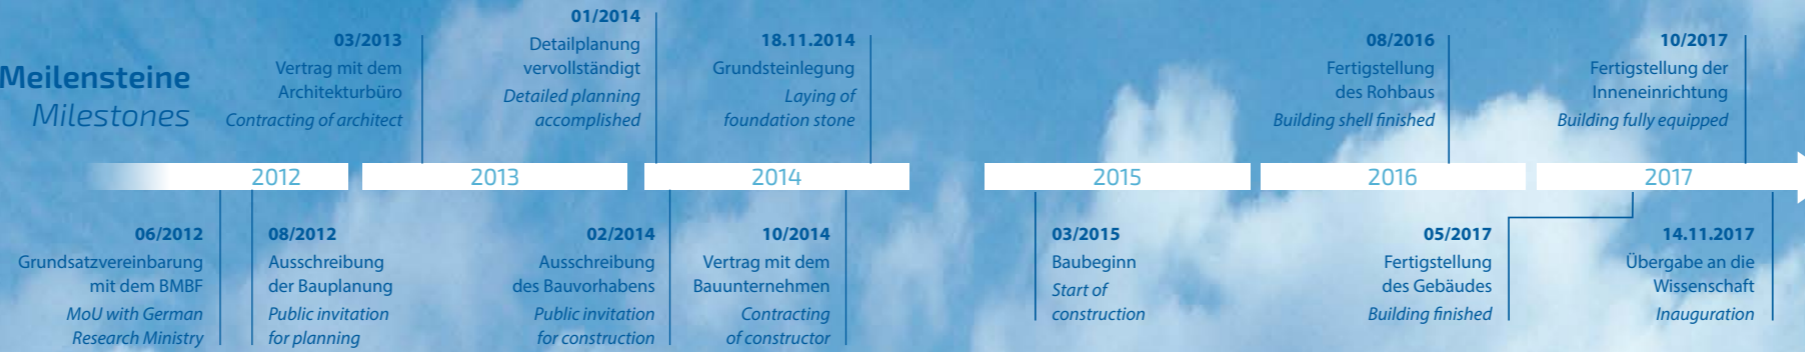 Meilensteine
Milestones
03/2013
Vertrag mit dem
Architekturbüro
Contracting of architect
01/2014
Detailplanung
vervollständigt
Detailed planning
accomplished
18.11.2014
Grundsteinlegung
Laying of
foundation stone
08/2016
Fertigstellung
des Rohbaus
Building shell finished
10/2017
Fertigstellung der
Inneneinrichtung
Building fully equipped
2012
2013
2014
2015
2016
2017
06/2012
Grundsatzvereinbarung
mit dem BMBF
MoU with German
Research Ministry
08/2012
Ausschreibung
der Bauplanung
Public invitation
for planning
02/2014
Ausschreibung
des Bauvorhabens
Public invitation
for construction
10/2014
Vertrag mit dem
Bauunternehmen
Contracting
of constructor
03/2015
Baubeginn
Start of
construction
05/2017
Fertigstellung
des Gebäudes
Building finished
14.11.2017
Übergabe an die
Wissenschaft
Inauguration